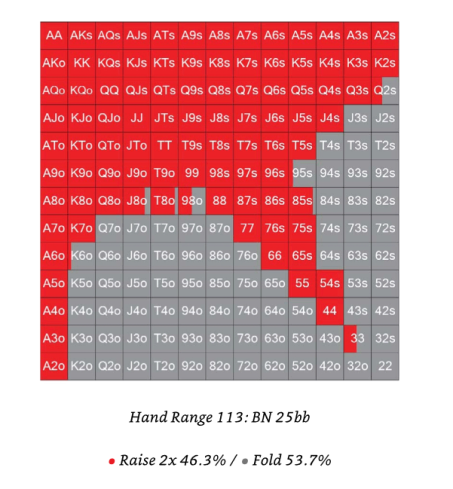 AA AKs AQs AJs ATs A9s A8s A7s A6s A5s A4s A3s A2s
AKo KK KQs KJs KTs K9s K8s K7s K6s K5s K4s K3s K2s
AQo KQo QQ QJs QTs Q9s Q8s Q7s Q6s Q5s Q4s Q3s Q2s
AJo KJo QJo JJ JTs J9s J8s J7s J6s J5s J4s J3s J2s
ATo KTo QTo JTo TT T9s T8s T7s T6s T5s T4s T3s T2s
A9o K9o Q9o J9o T9o 99 98s 97s 96s 95s 94s 93s 92s
A8o K8o Q8o J8o T8o 98o 88 87s 86s 85s 84s 83s 82s
A7o K7o Q7o J7o T7o 97o 87o 77 76s 75s 74s 73s 72s
A6o K6o Q6o J6o T6o 96o 86o 76o 66 65s 64s 63s 62s
A5o K5o Q5o J5o T5o 95o 85o 75o 65o 55 54s 53s 52s
A4o K4o Q4o J4o T4o 94o 84o 74o 64o 54o 44 43s 42s
A3o K3o Q3o J3o T3o 93o 83o 73o 63o 53o 43o 33 32s
A2o K2o Q2o J2o T2o 92o 82o 72o 62o 52o 42o 32o 22
Hand Range 113: BN 25bb
• Raise 2x 46.3% / • Fold 53.7%